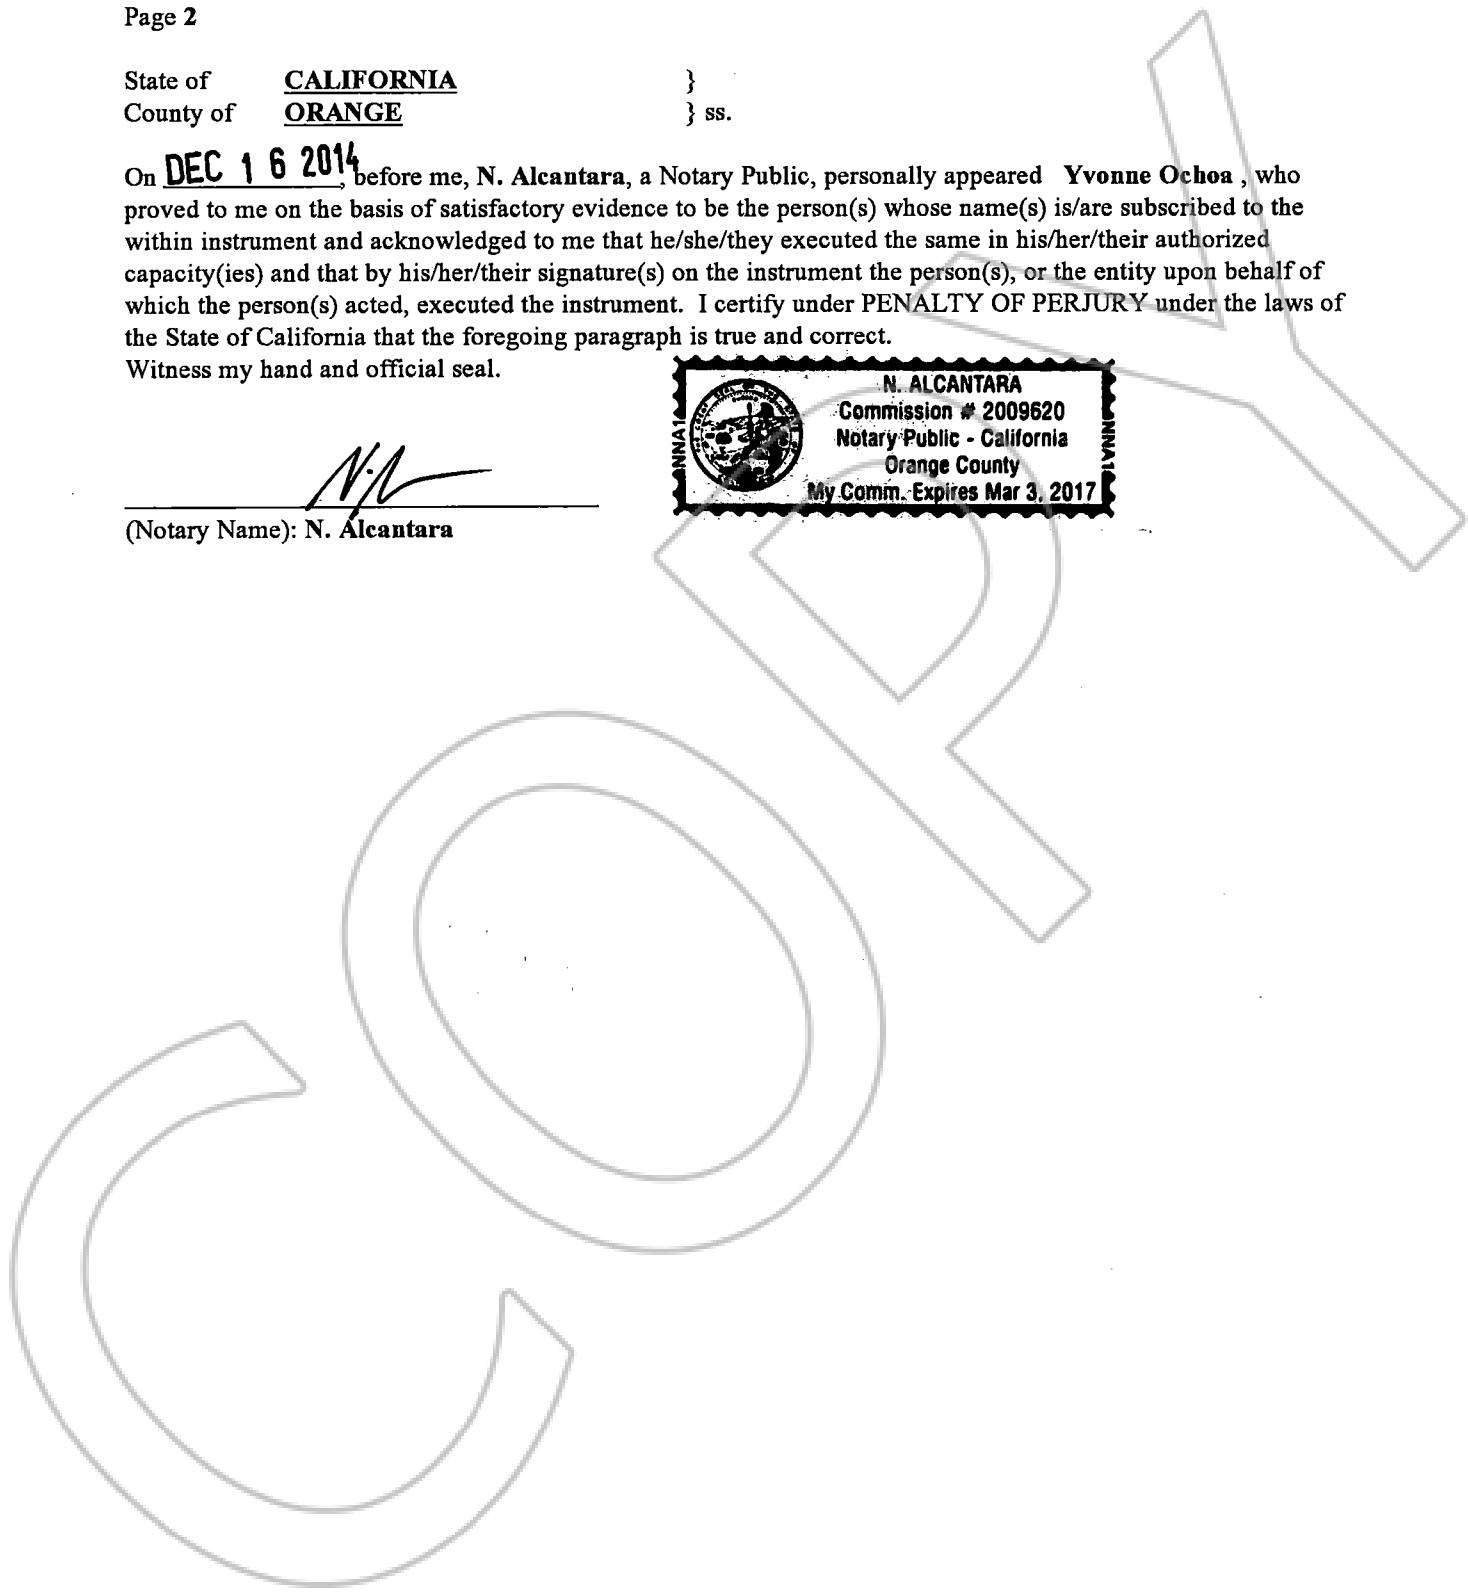 Page 2
State of CALIFORNIA }
County of ORANGE } ss.
On DEC 16 2014, before me, N. Alcantara, a Notary Public, personally appeared Yvonne Ochoa , who
proved to me on the basis of satisfactory evidence to be the person(s) whose name(s) is/are subscribed to the
within instrument and acknowledged to me that he/she/they executed the same in his/her/their authorized
capacity(ies) and that by his/her/their signature(s) on the instrument the person(s), or the entity upon behalf of
which the person(s) acted, executed the instrument. I certify under PENALTY OF PERJURY under the laws of
the State of California that the foregoing paragraph is true and correct.
Witness my hand and official seal.
N. ALCANTARA
Commission # 2009620
Notary Public - California
Orange County
My Comm. Expires Mar 3, 2017
NNA1
NNA1
(Notary Name): N. Alcantara
COPY